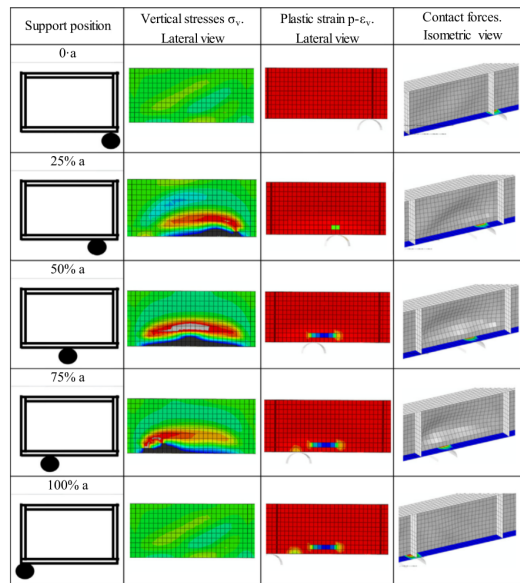 Support position
Vertical stresses σᵥ.
Lateral view
Plastic strain p-εᵥ.
Lateral view
Contact forces.
Isometric view
0·a
25% a
50% a
75% a
100% a